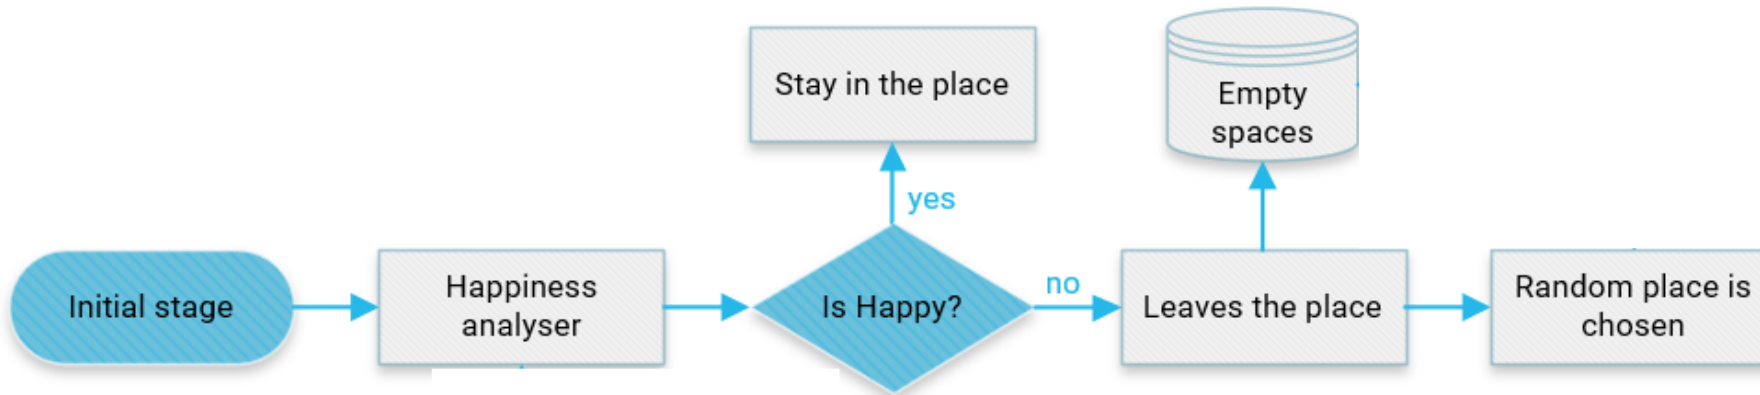 Stay in the place
Empty
spaces
yes
Initial stage
Happiness
analyser
Is Happy?
no
Leaves the place
Random place is
chosen